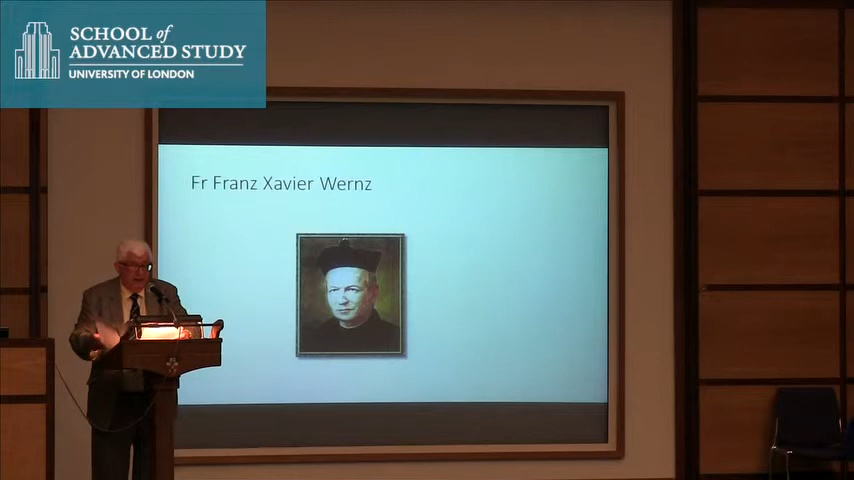 SCHOOL of
ADVANCED STUDY
UNIVERSITY OF LONDON
Fr Franz Xavier Wernz